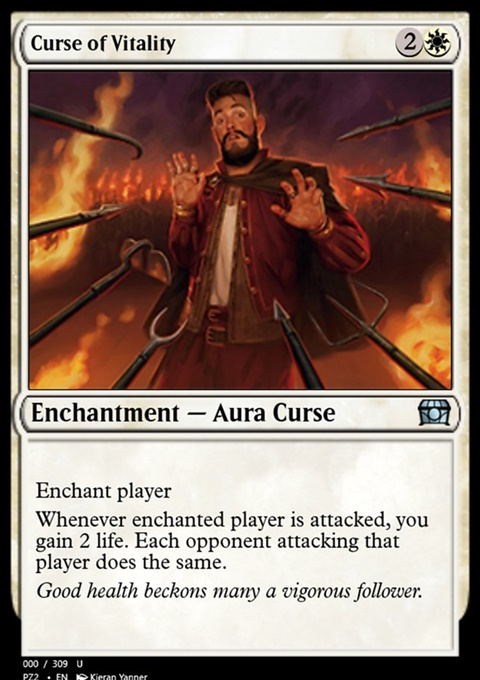 Curse of Vitality 2
Enchantment — Aura Curse
Enchant player
Whenever enchanted player is attacked, you
gain 2 life. Each opponent attacking that
player does the same.
Good health beckons many a vigorous follower.
000 / 309 U
PZ2 • EN Kieran Yanner